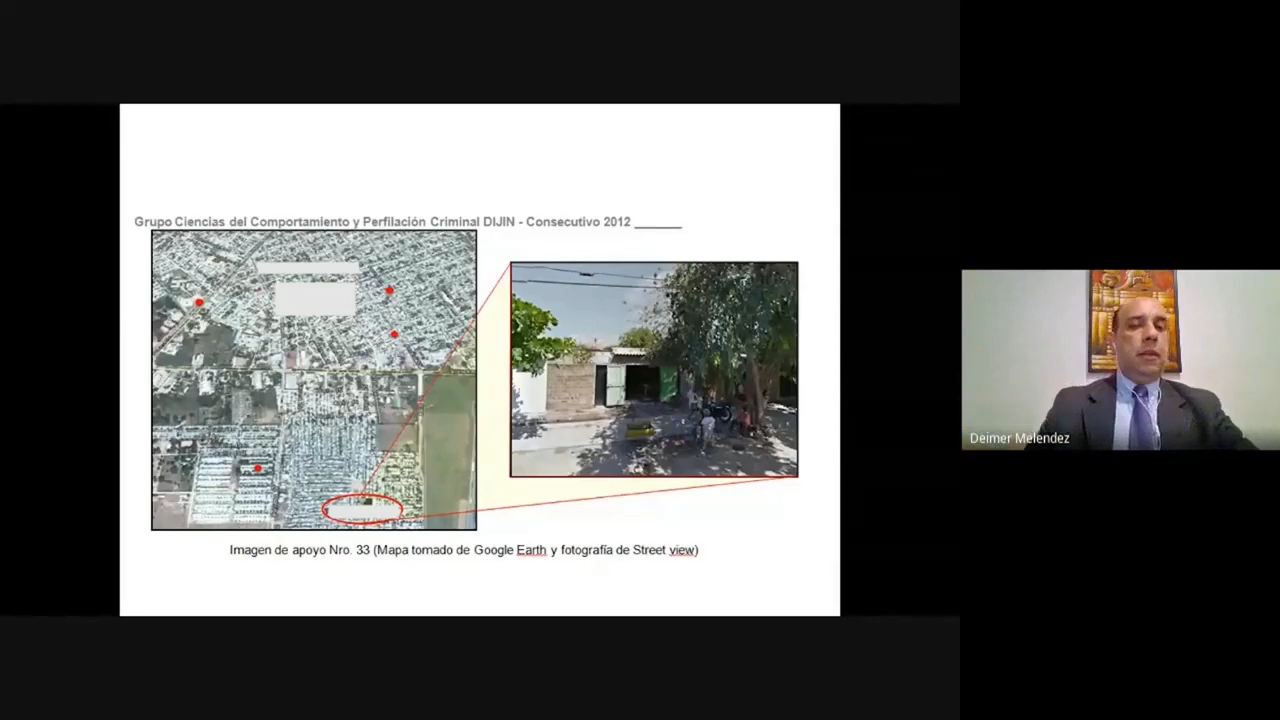 Grupo Ciencias del Comportamiento y Perfilación Criminal DIJIN - Consecutivo 2012 _______
Imagen de apoyo Nro. 33 (Mapa tomado de Google Earth y fotografía de Street view)
Deimer Melendez